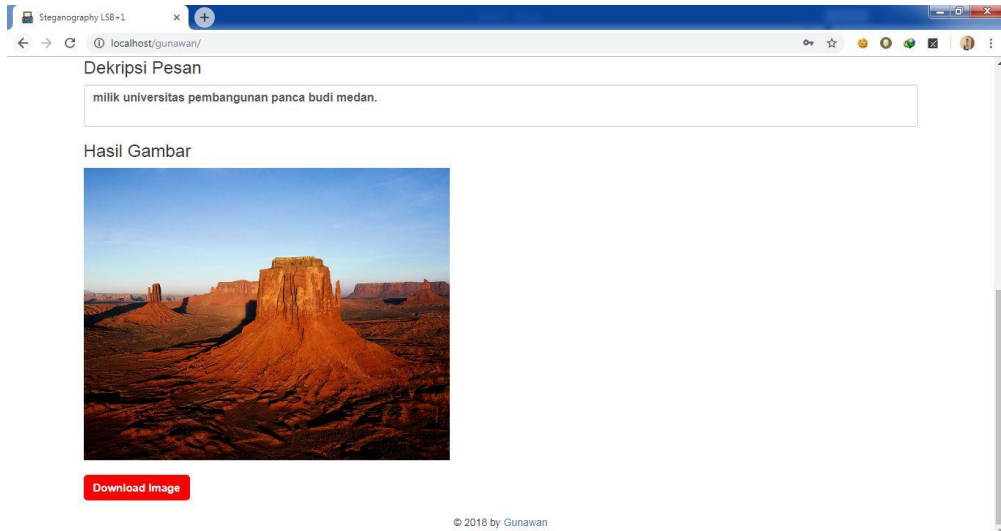 Steganography LSB+1
localhost/gunawan/
Dekripsi Pesan
milik universitas pembangunan panca budi medan.
Hasil Gambar
Download Image
© 2018 by Gunawan